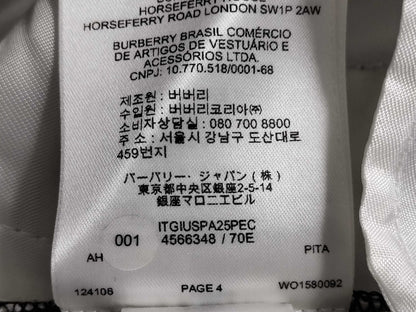 HORSEFERRY ROAD LONDON SW1P 2AW
BURBERRY BRASIL COMÉRCIO
DE ARTIGOS DE VESTUÁRIO E
ACESSÓRIOS LTDA.
CNPJ: 10.770.518/0001-68
제조원 : 버버리
수입원 : 버버리코리아㈜
소비자상담실 : 080 700 8800
주소 : 서울시 강남구 도산대로
459번지
バーバリー・ジャパン(株)
東京都中央区銀座2-5-14
銀座マロニエビル
ITGIUSPA25PEC
001 4566348 / 70E
AH PITA
124106 PAGE 4 WO1580092